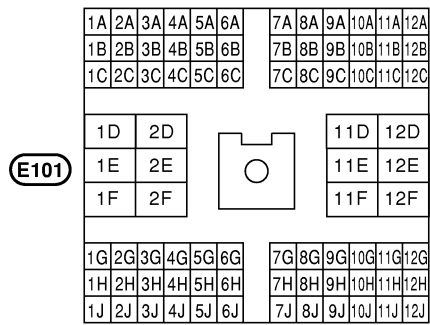 1A 2A 3A 4A 5A 6A 7A 8A 9A 10A 11A 12A
1B 2B 3B 4B 5B 6B 7B 8B 9B 10B 11B 12B
1C 2C 3C 4C 5C 6C 7C 8C 9C 10C 11C 12C
1D 2D 11D 12D
E101 1E 2E 11E 12E
1F 2F 11F 12F
1G 2G 3G 4G 5G 6G 7G 8G 9G 10G 11G 12G
1H 2H 3H 4H 5H 6H 7H 8H 9H 10H 11H 12H
1J 2J 3J 4J 5J 6J 7J 8J 9J 10J 11J 12J